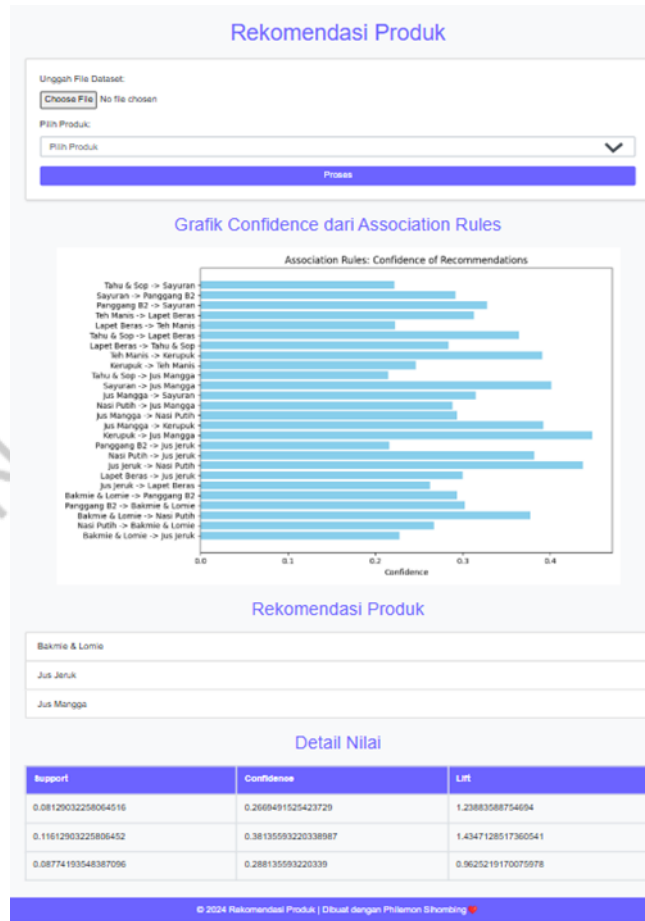 Rekomendasi Produk
Unggah File Dataset:
Choose File No file chosen
Pilih Produk:
Pilih Produk
Proses
Grafik Confidence dari Association Rules
Association Rules: Confidence of Recommendations
Tahu & Sop -> Sayuran
Sayuran -> Panggang B2
Panggang B2 -> Sayuran
Teh Manis -> Lapet Beras
Lapet Beras -> Teh Manis
Tahu & Sop -> Lapet Beras
Lapet Beras -> Tahu & Sop
Teh Manis -> Kerupuk
Kerupuk -> Teh Manis
Tahu & Sop -> Jus Mangga
Sayuran -> Jus Mangga
Jus Mangga -> Sayuran
Nasi Putih -> Jus Mangga
Jus Mangga -> Nasi Putih
Jus Mangga -> Kerupuk
Kerupuk -> Jus Mangga
Panggang B2 -> Jus Jeruk
Nasi Putih -> Jus Jeruk
Jus Jeruk -> Nasi Putih
Lapet Beras -> Jus Jeruk
Jus Jeruk -> Lapet Beras
Bakmie & Lomie -> Panggang B2
Panggang B2 -> Bakmie & Lomie
Bakmie & Lomie -> Nasi Putih
Nasi Putih -> Bakmie & Lomie
Bakmie & Lomie -> Jus Jeruk
0.0 0.1 0.2 0.3 0.4
Confidence
Rekomendasi Produk
Bakmie & Lomie
Jus Jeruk
Jus Mangga
Detail Nilai
Support Confidence Lift
0.08129032258064516 0.2669491525423729 1.23883588754694
0.11612903225806452 0.38135593220338987 1.4347128517360541
0.08774193548387096 0.288135593220339 0.9625219170075978
© 2024 Rekomendasi Produk | Dibuat dengan Philemon Sihombing ❤